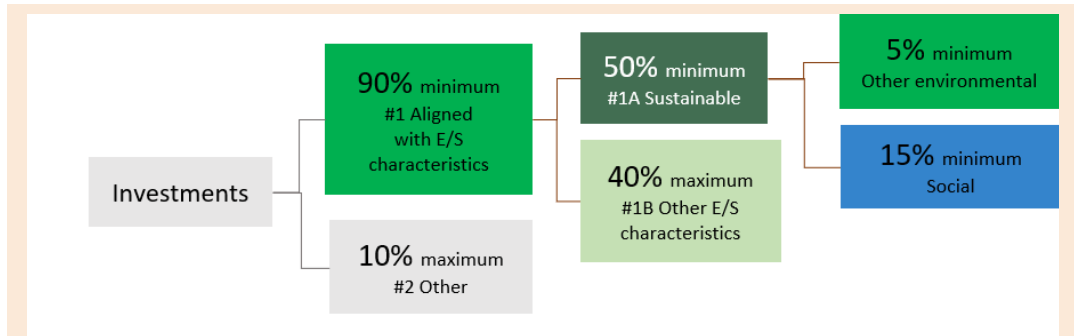 Investments
90% minimum
#1 Aligned
with E/S
characteristics
10% maximum
#2 Other
50% minimum
#1A Sustainable
40% maximum
#1B Other E/S
characteristics
5% minimum
Other environmental
15% minimum
Social